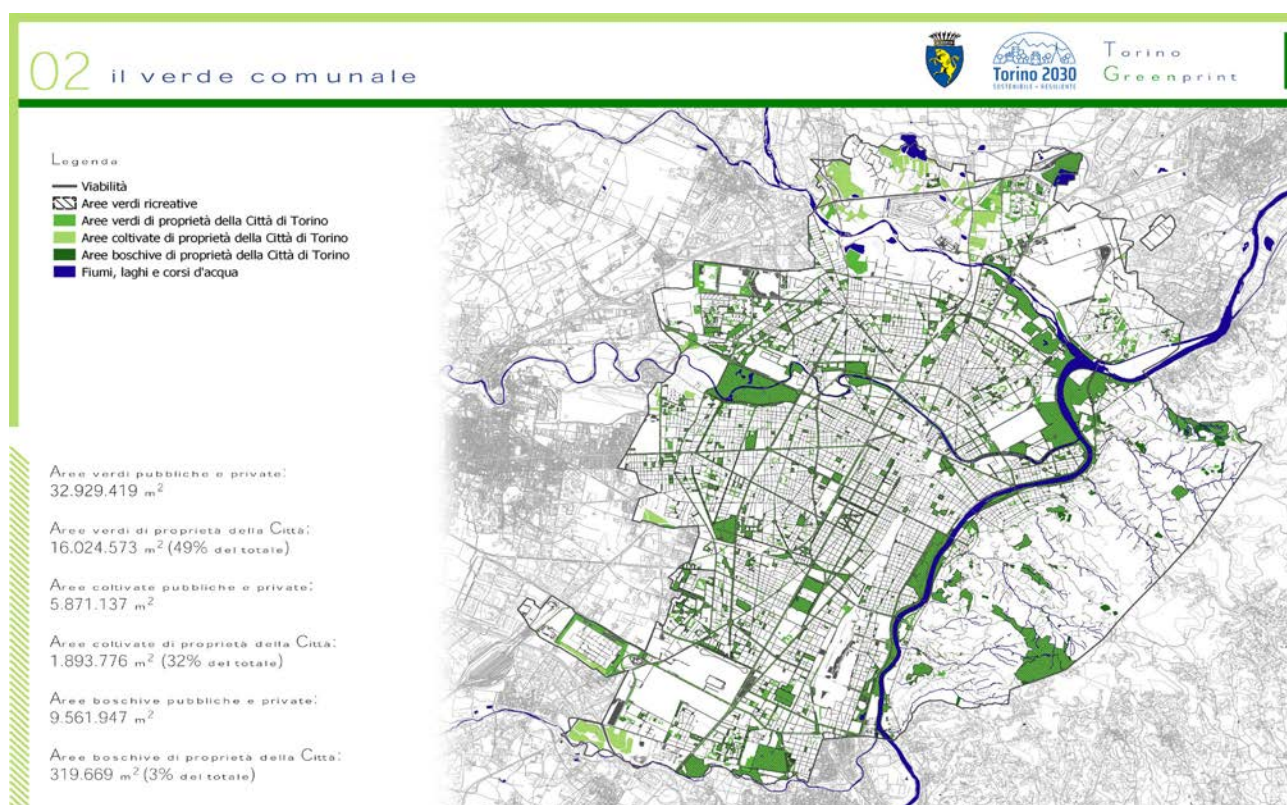 02 il verde comunale
Torino 2030
SOSTENIBILE • RESILIENTE
Torino
Greenprint
Legenda
Viabilità
Aree verdi ricreative
Aree verdi di proprietà della Città di Torino
Aree coltivate di proprietà della Città di Torino
Aree boschive di proprietà della Città di Torino
Fiumi, laghi e corsi d'acqua
Aree verdi pubbliche e private:
32.929.419 m²
Aree verdi di proprietà della Città:
16.024.573 m² (49% del totale)
Aree coltivate pubbliche e private:
5.871.137 m²
Aree coltivate di proprietà della Città:
1.893.776 m² (32% del totale)
Aree boschive pubbliche e private:
9.561.947 m²
Aree boschive di proprietà della Città:
319.669 m² (3% del totale)